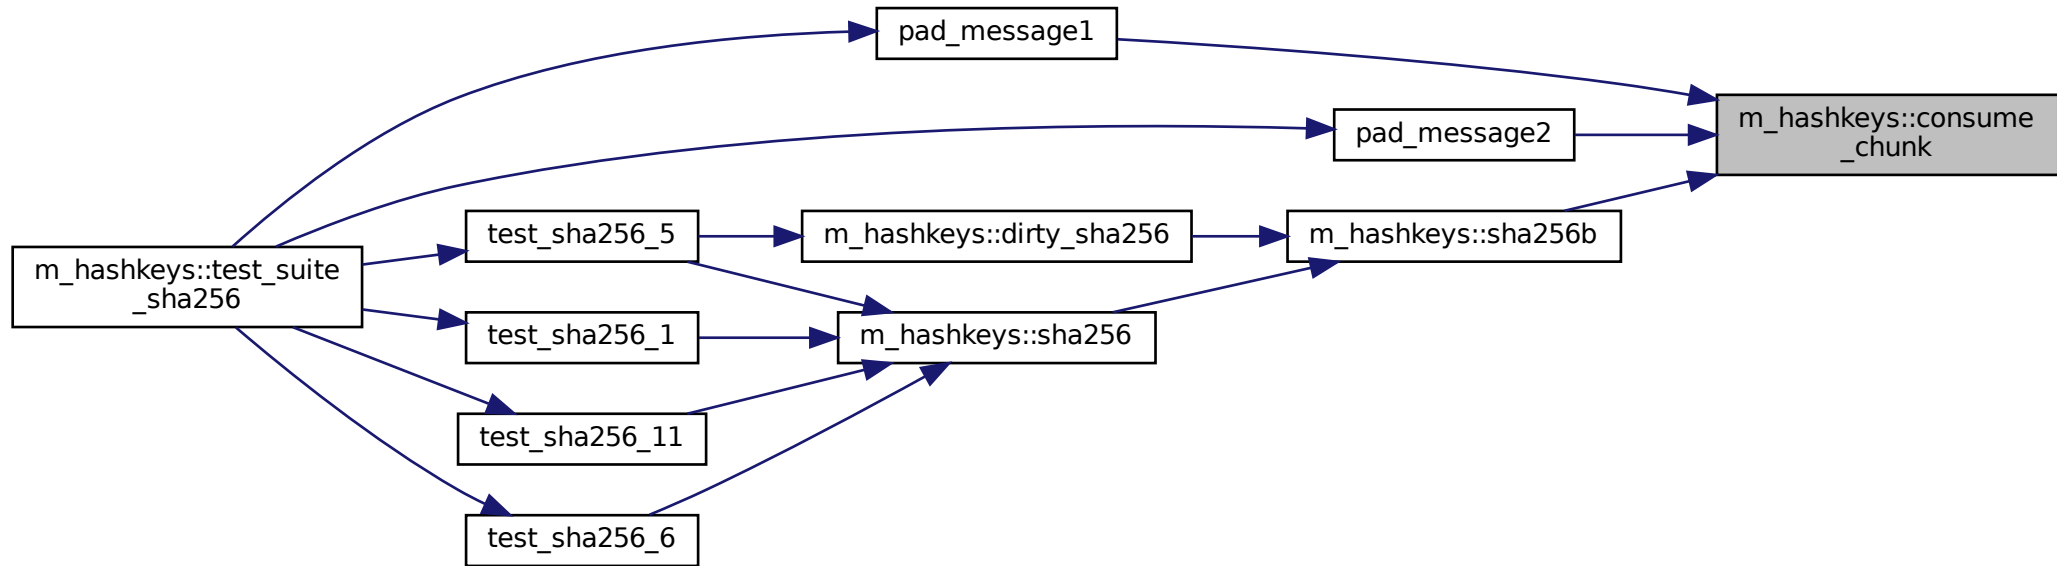 pad_message1
m_hashkeys::consume
_chunk
pad_message2
test_sha256_5
m_hashkeys::dirty_sha256
m_hashkeys::sha256b
m_hashkeys::test_suite
_sha256
test_sha256_1
m_hashkeys::sha256
test_sha256_11
test_sha256_6